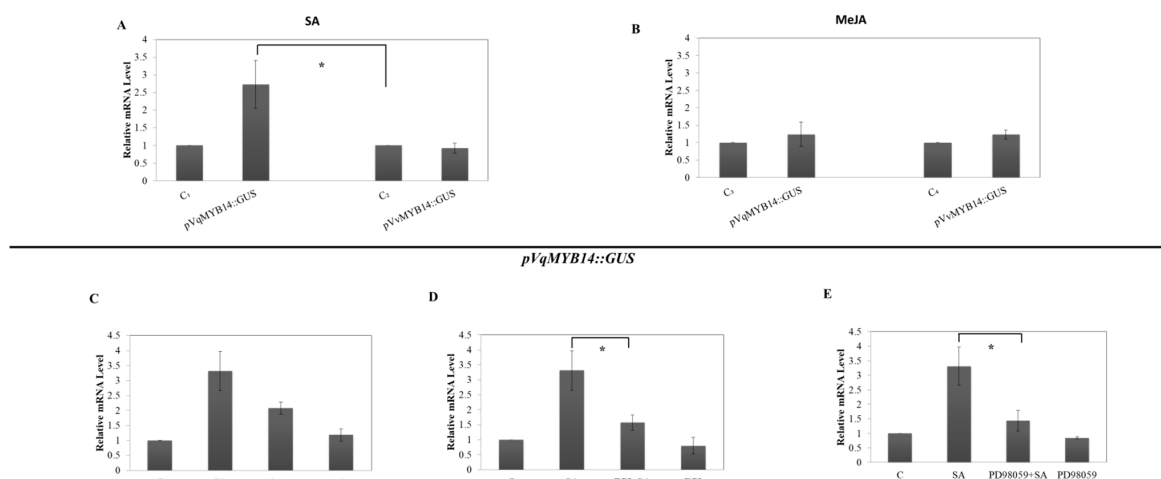 A
SA
4
3.5
3
2.5
2
1.5
1
0.5
0
Relative mRNA Level
*
C₁
pVqMYB14::GUS
C₂
pVvMYB14::GUS
B
MeJA
4
3.5
3
2.5
2
1.5
1
0.5
0
Relative mRNA Level
C₃
pVqMYB14::GUS
C₄
pVvMYB14::GUS
pVqMYB14::GUS
C
4.5
4
3.5
3
2.5
2
1.5
1
0.5
0
Relative mRNA Level
D
4.5
4
3.5
3
2.5
2
1.5
1
0.5
0
Relative mRNA Level
*
E
4.5
4
3.5
3
2.5
2
1.5
1
0.5
0
Relative mRNA Level
*
C SA PD98059+SA PD98059